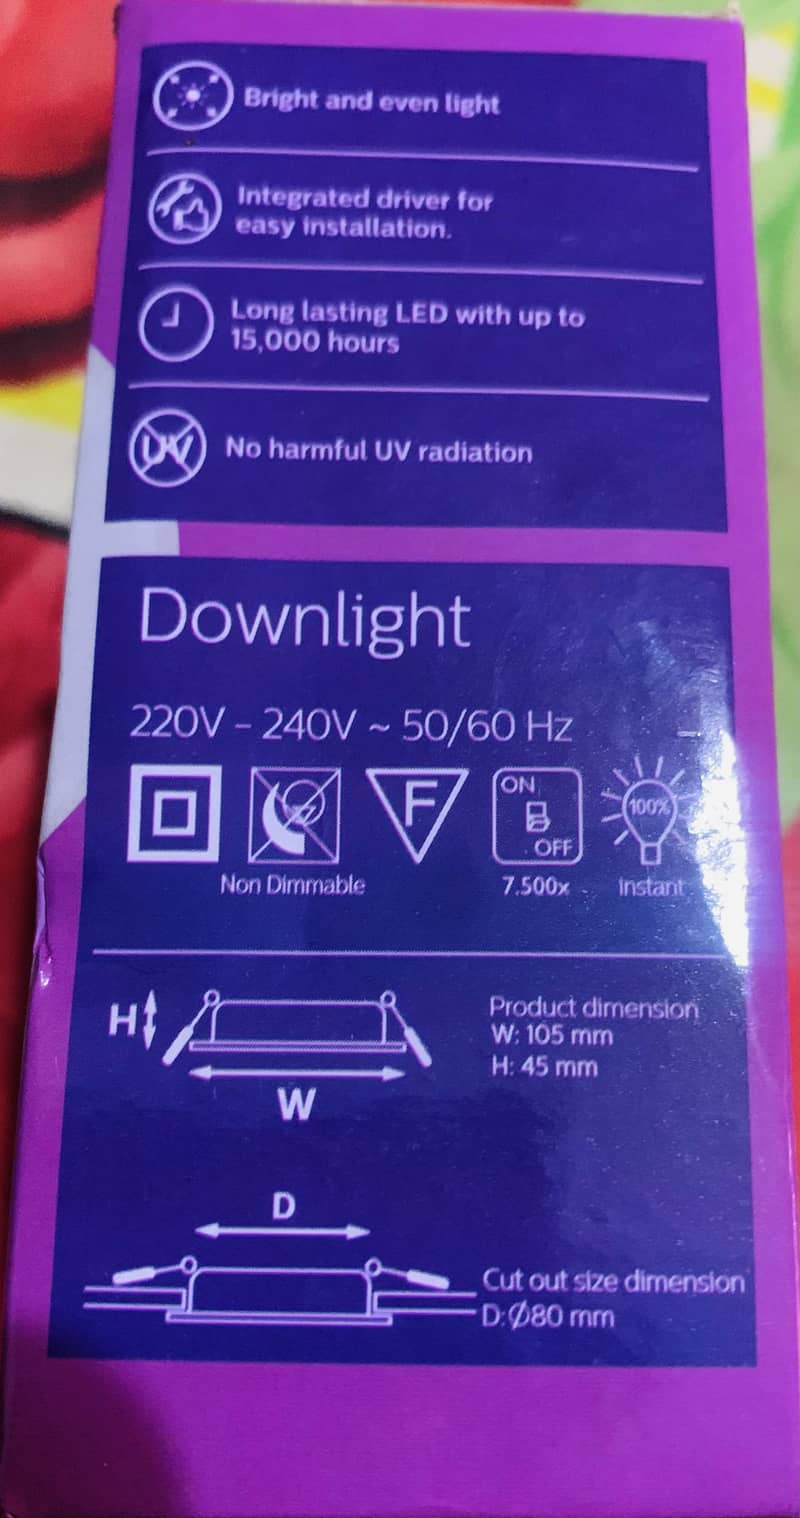 Bright and even light
Integrated driver for
easy installation.
Long lasting LED with up to
15,000 hours
UV
No harmful UV radiation
Downlight
220V – 240V ~ 50/60 Hz
F
ON
OFF
100%
Non Dimmable
7.500x
instant
H
W
Product dimension
W: 105 mm
H: 45 mm
D
Cut out size dimension
D:Ø80 mm